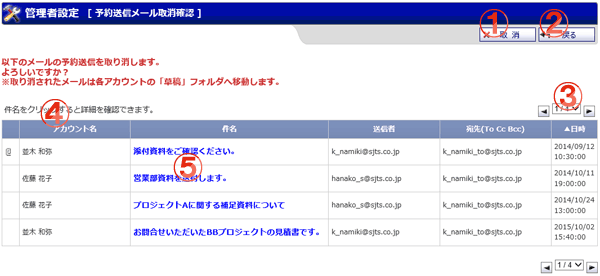 管理者設定 [ 予約送信メール取消確認 ]
① ②
取 消 戻る
以下のメールの予約送信を取り消します。
よろしいですか？
※取り消されたメールは各アカウントの「草稿」フォルダへ移動します。
③
件名をクリックすると詳細を確認できます。 1 / 4
④
アカウント名 件名 送信者 宛先(To Cc Bcc) ▲日時
並木 和弥 添付資料をご確認ください。 k_namiki@sjts.co.jp k_namiki_to@sjts.co.jp 2014/09/12
10:30:00
⑤
佐藤 花子 営業部資料を送付します。 hanako_s@sjts.co.jp hanako_to@sjts.co.jp 2014/10/11
19:00:00
佐藤 花子 プロジェクトAに関する補足資料について hanako_s@sjts.co.jp hanako_to@sjts.co.jp 2014/10/24
13:00:00
並木 和弥 お問合せいただいたBBプロジェクトの見積書です。 k_namiki@sjts.co.jp k_namiki_to@sjts.co.jp 2015/10/02
15:40:00
1 / 4